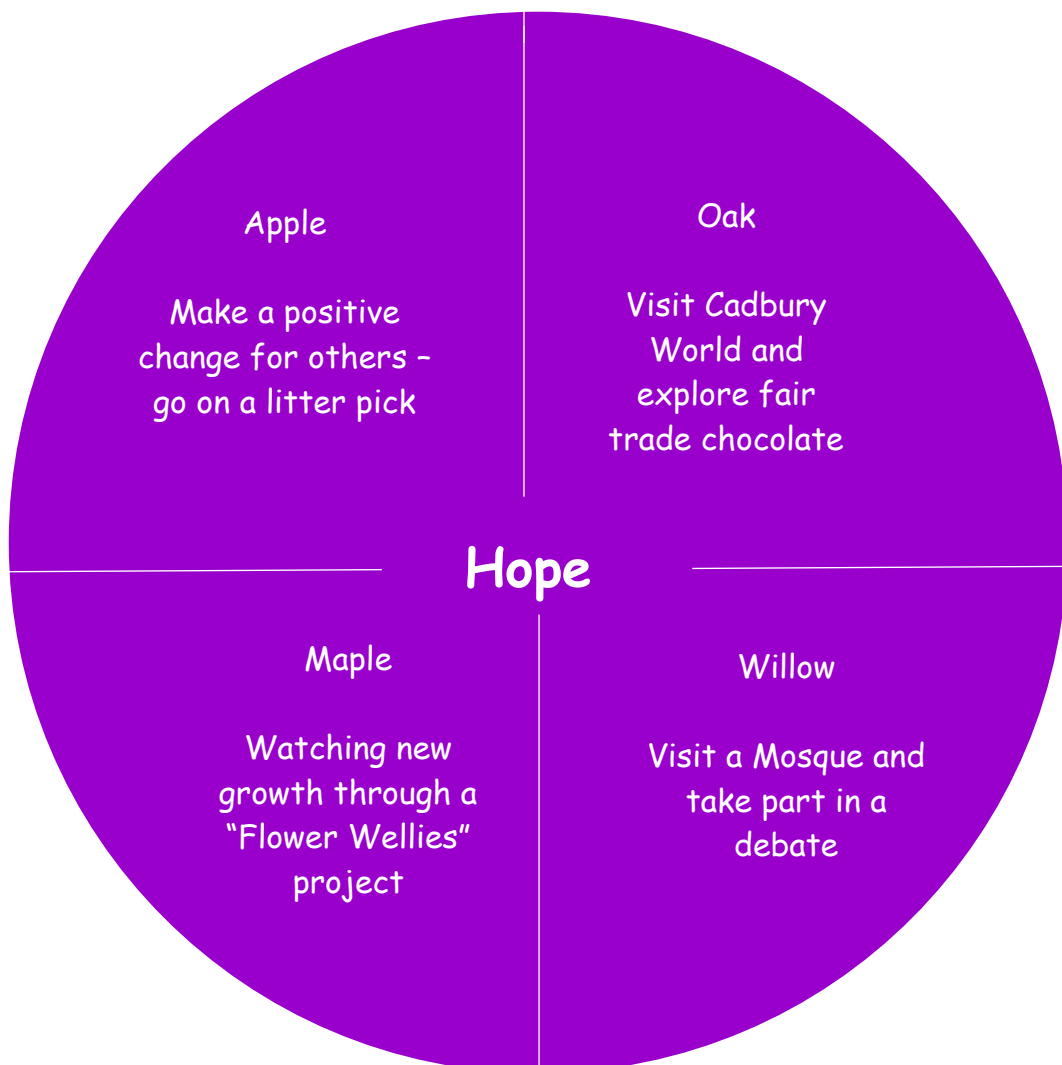 Apple
Make a positive
change for others –
go on a litter pick
Oak
Visit Cadbury
World and
explore fair
trade chocolate
Hope
Maple
Watching new
growth through a
“Flower Wellies”
project
Willow
Visit a Mosque and
take part in a
debate